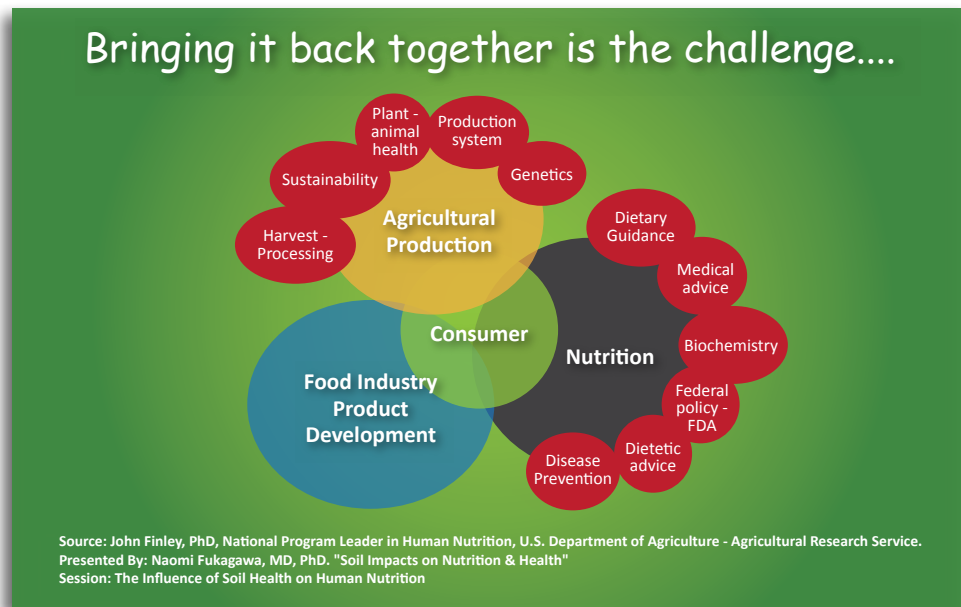 Bringing it back together is the challenge....
Plant -
animal
health
Production
system
Sustainability
Genetics
Harvest -
Processing
Agricultural
Production
Dietary
Guidance
Medical
advice
Consumer
Biochemistry
Nutrition
Food Industry
Product
Development
Federal
policy -
FDA
Dietetic
advice
Disease
Prevention
Source: John Finley, PhD, National Program Leader in Human Nutrition, U.S. Department of Agriculture - Agricultural Research Service.
Presented By: Naomi Fukagawa, MD, PhD. "Soil Impacts on Nutrition & Health"
Session: The Influence of Soil Health on Human Nutrition